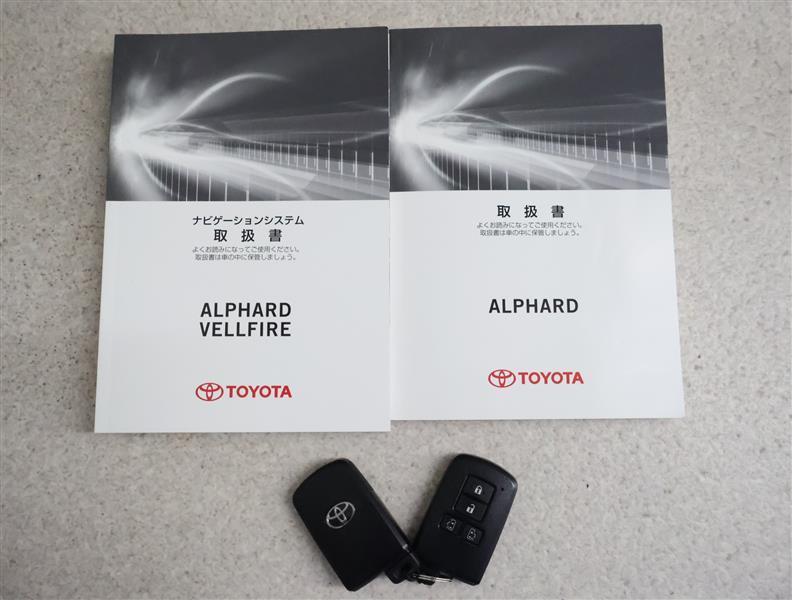 ナビゲーションシステム
取扱書
よくお読みになってご使用ください。
取扱書は車の中に保管しましょう。
ALPHARD
VELLFIRE
TOYOTA
取扱書
よくお読みになってご使用ください。
取扱書は車の中に保管しましょう。
ALPHARD
TOYOTA